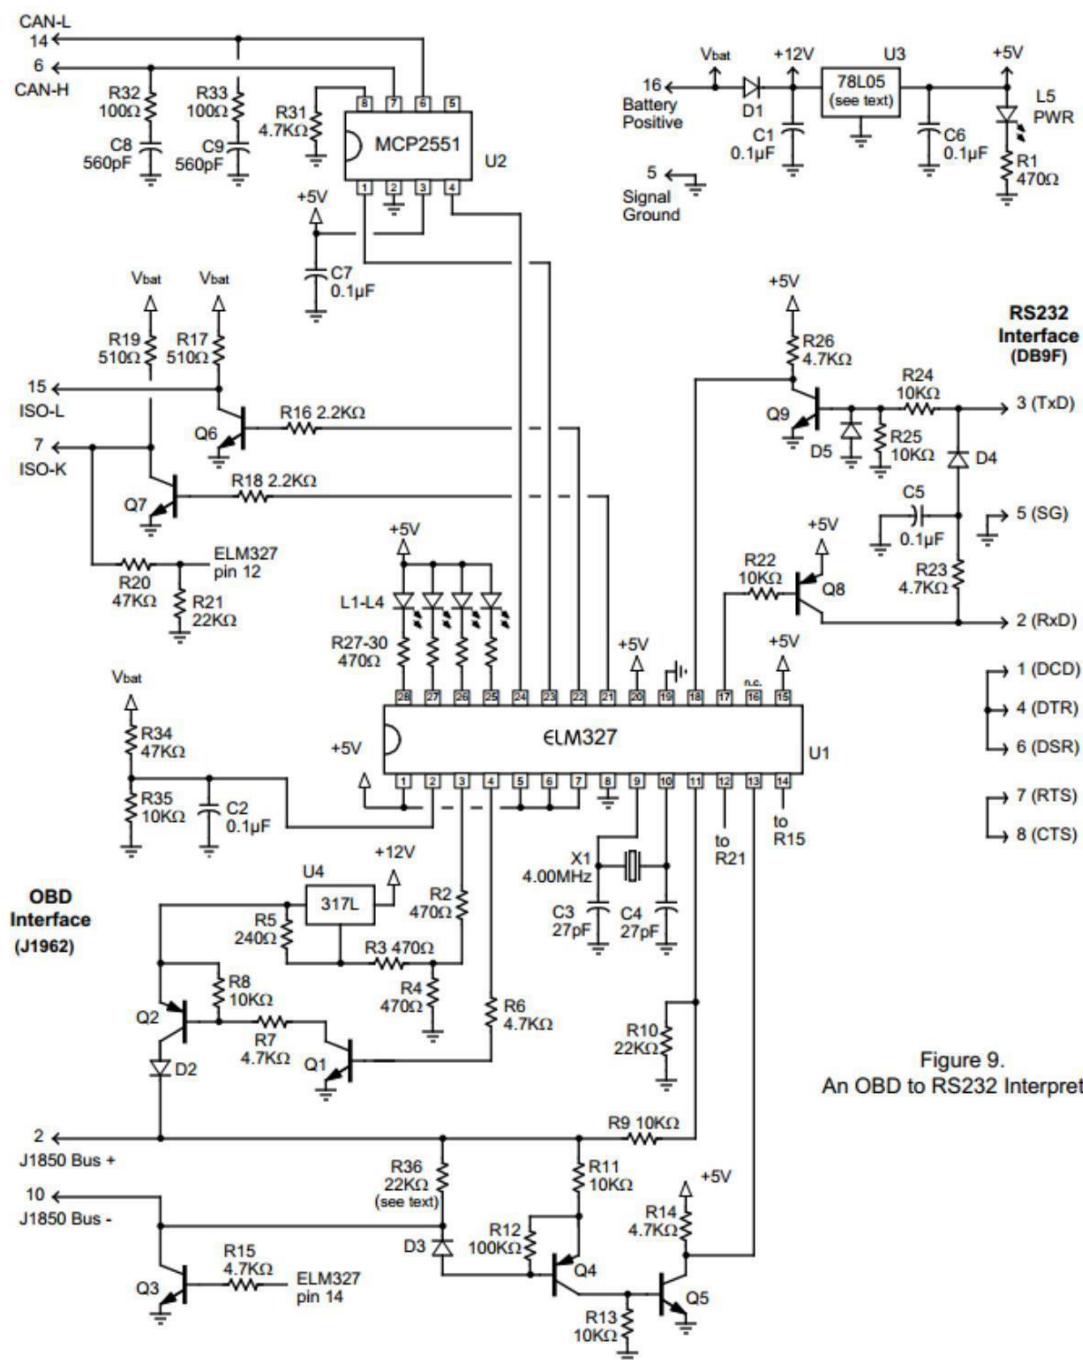 CAN-L
14
6
CAN-H
R32
100Ω
R33
100Ω
C8
560pF
C9
560pF
R31
4.7KΩ
8 7 6 5
MCP2551
U2
1 2 3 4
+5V
C7
0.1µF
Vbat
+12V
U3
+5V
16
Battery
Positive
D1
78L05
(see text)
C1
0.1µF
C6
0.1µF
L5
PWR
R1
470Ω
5
Signal
Ground
Vbat
Vbat
R19
510Ω
R17
510Ω
15
ISO-L
7
ISO-K
Q6
R16 2.2KΩ
Q7
R18 2.2KΩ
R20
47KΩ
ELM327
pin 12
R21
22KΩ
+5V
R26
4.7KΩ
Q9
D5
R24
10KΩ
R25
10KΩ
D4
C5
0.1µF
R23
4.7KΩ
+5V
R22
10KΩ
Q8
RS232
Interface
(DB9F)
3 (TxD)
5 (SG)
2 (RxD)
1 (DCD)
4 (DTR)
6 (DSR)
7 (RTS)
8 (CTS)
+5V
L1-L4
R27-30
470Ω
+5V
n.c.
+5V
28 27 26 25 24 23 22 21 20 19 18 17 16 15
ELM327
U1
1 2 3 4 5 6 7 8 9 10 11 12 13 14
+5V
Vbat
R34
47KΩ
R35
10KΩ
C2
0.1µF
to
R21
to
R15
X1
4.00MHz
C3
27pF
C4
27pF
OBD
Interface
(J1962)
U4
+12V
317L
R5
240Ω
R2
470Ω
R3 470Ω
R4
470Ω
R6
4.7KΩ
R8
10KΩ
Q2
R7
4.7KΩ
Q1
D2
R10
22KΩ
R9 10KΩ
Figure 9.
An OBD to RS232 Interpret
2
J1850 Bus +
10
J1850 Bus -
R36
22KΩ
(see text)
R11
10KΩ
+5V
R14
4.7KΩ
D3
R12
100KΩ
Q4
Q5
R13
10KΩ
R15
4.7KΩ
Q3
ELM327
pin 14